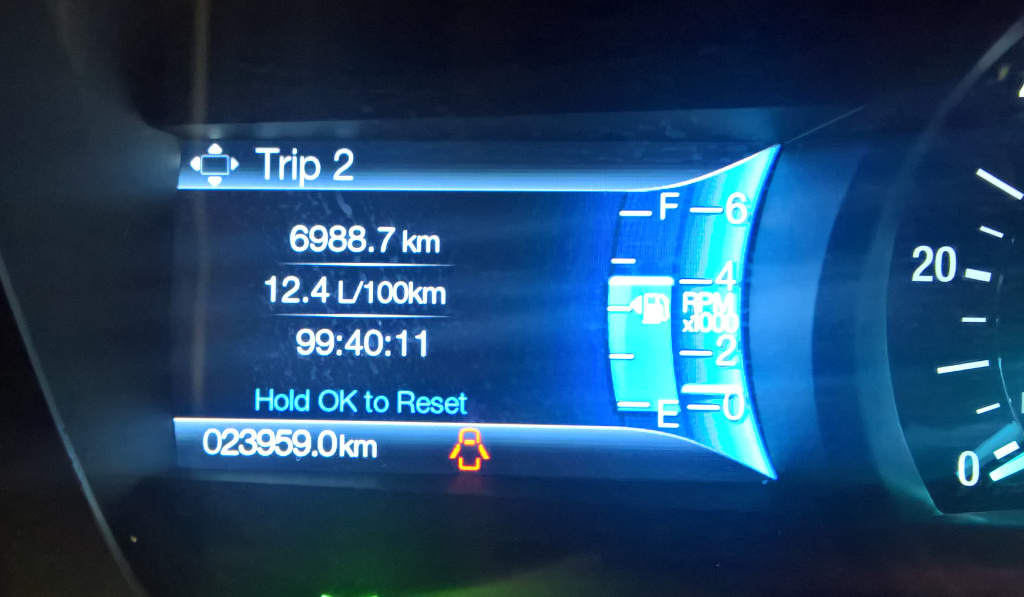 Trip 2
6988.7 km
12.4 L/100km
99:40:11
Hold OK to Reset
023959.0km
F
E
6
4
RPM
x1000
2
0
20
0